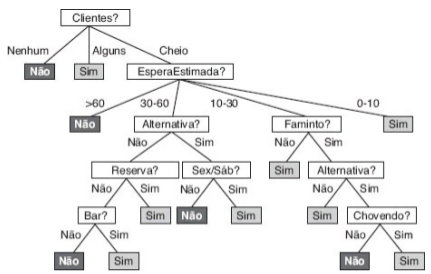 Clientes?
Nenhum Alguns Cheio
Não Sim EsperaEstimada?
>60 30-60 10-30 0-10
Não Alternativa? Faminto? Sim
Não Sim Não Sim
Reserva? Sex/Sáb? Sim Alternativa?
Não Sim Não Sim Não Sim
Bar? Sim Não Sim Sim Chovendo?
Não Sim Não Sim
Não Sim Não Sim